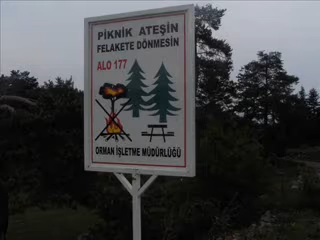 PİKNİK ATEŞİN
FELAKETE DÖNMESİN
ALO 177
ORMAN İŞLETME MÜDÜRLÜĞÜ